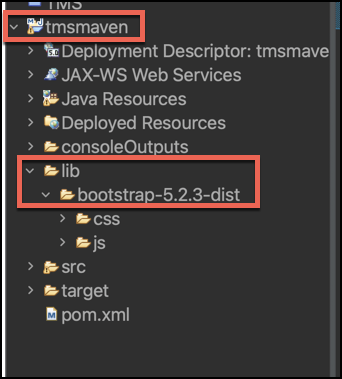 TMS
tmsmaven
Deployment Descriptor: tmsmave
JAX-WS Web Services
Java Resources
Deployed Resources
consoleOutputs
lib
bootstrap-5.2.3-dist
css
js
src
target
pom.xml